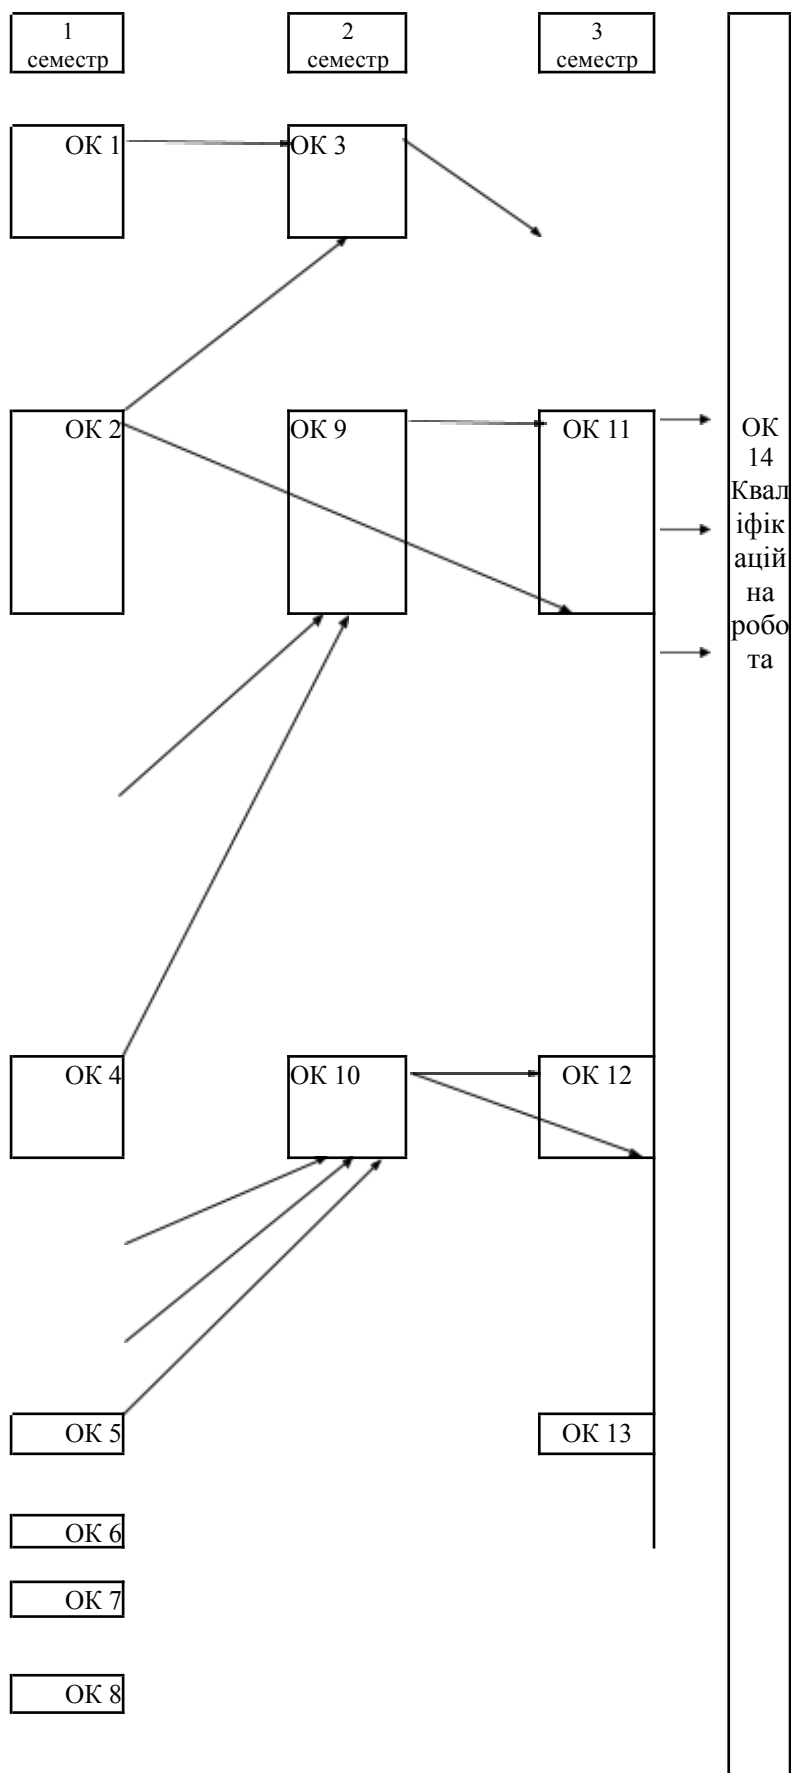 1
семестр
2
семестр
3
семестр
ОК 1
ОК 3
ОК 2
ОК 9
ОК 11
ОК
14
Квал
іфік
ацій
на
робо
та
ОК 4
ОК 10
ОК 12
ОК 5
ОК 13
ОК 6
ОК 7
ОК 8